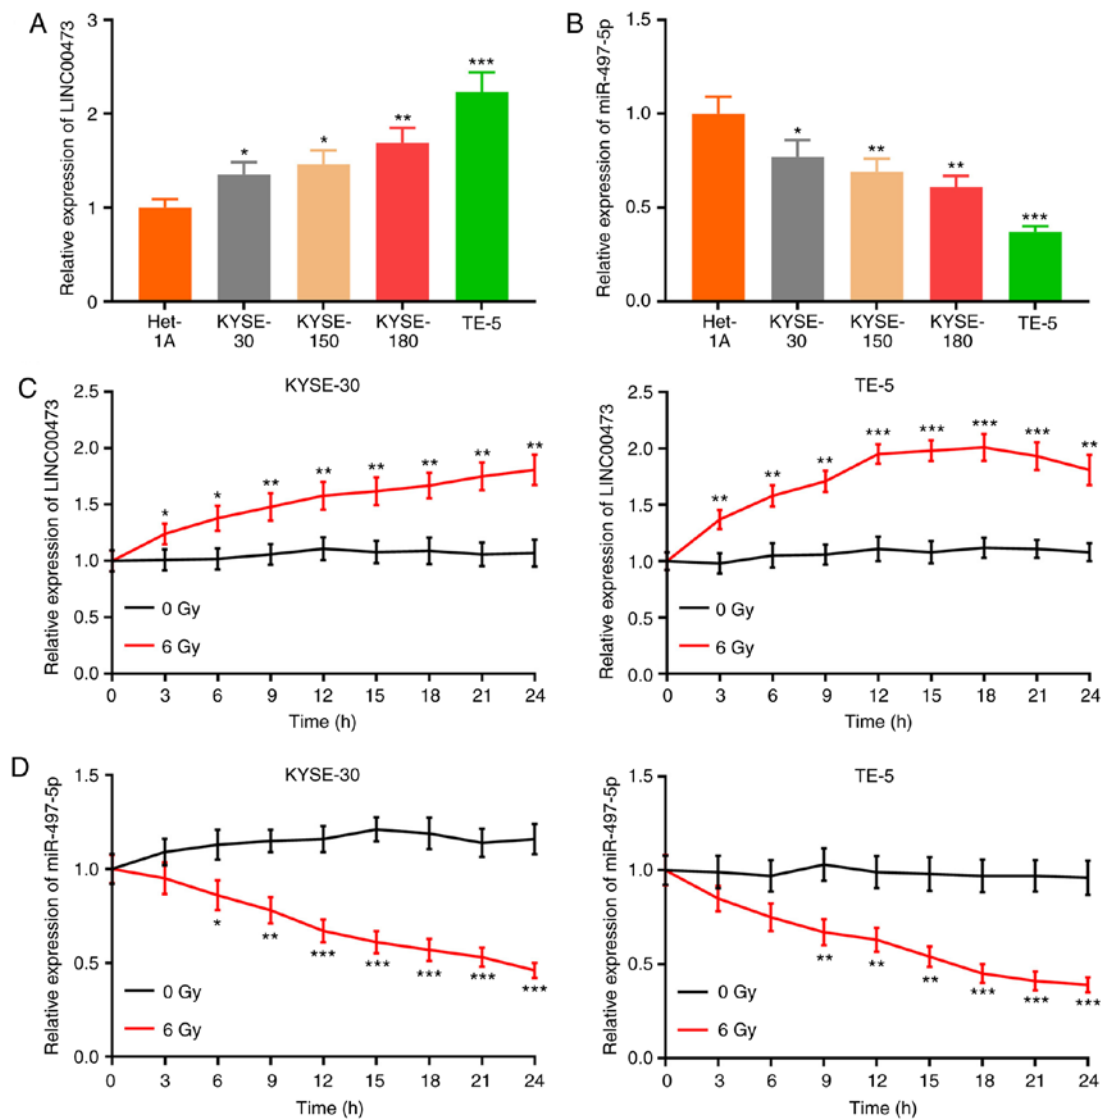 A
Relative expression of LINC00473
3
2
1
0
*
*
**
***
Het-
1A
KYSE-
30
KYSE-
150
KYSE-
180
TE-5
B
Relative expression of miR-497-5p
1.5
1.0
0.5
0.0
*
**
**
***
Het-
1A
KYSE-
30
KYSE-
150
KYSE-
180
TE-5
C
KYSE-30
Relative expression of LINC00473
2.5
2.0
1.5
1.0
0.5
0.0
*
*
**
**
**
**
**
**
0 Gy
6 Gy
0 3 6 9 12 15 18 21 24
Time (h)
TE-5
Relative expression of LINC00473
2.5
2.0
1.5
1.0
0.5
0.0
**
**
**
***
***
***
***
**
0 Gy
6 Gy
0 3 6 9 12 15 18 21 24
Time (h)
D
KYSE-30
Relative expression of miR-497-5p
1.5
1.0
0.5
0.0
*
**
***
***
***
***
***
0 Gy
6 Gy
0 3 6 9 12 15 18 21 24
Time (h)
TE-5
Relative expression of miR-497-5p
1.5
1.0
0.5
0.0
**
**
**
***
***
***
0 Gy
6 Gy
0 3 6 9 12 15 18 21 24
Time (h)